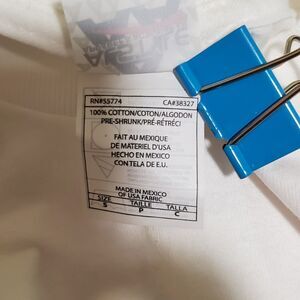 RN#55774 CA#38327
100% COTTON/COTON/ALGODON
PRE-SHRUNK/PRÉ-RÉTRÉCI
FAIT AU MEXIQUE
DE MATERIEL D'USA
HECHO EN MEXICO
CON TELA DE E.U.
MADE IN MEXICO
OF USA FABRIC
SIZE TAILLE TALLA
S P C